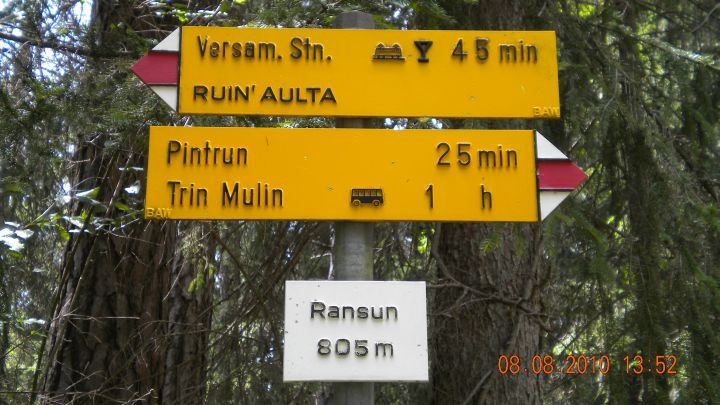 Versam. Stn. 45 min
RUIN' AULTA
BAW
Pintrun 25 min
Trin Mulin 1 h
BAW
Ransun
805 m
08.08.2010 13:52